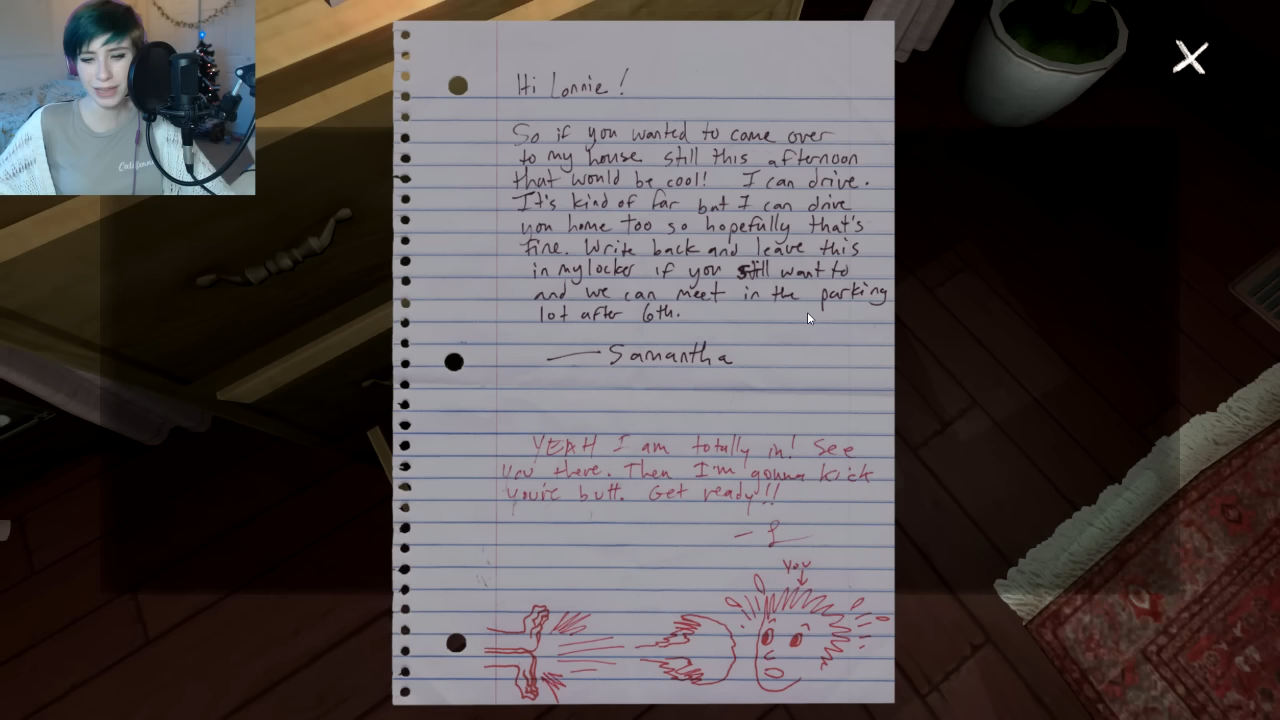 Hi Lonnie!
So if you wanted to come over
to my house still this afternoon
that would be cool! I can drive.
It's kind of far but I can drive
you home too so hopefully that's
fine. Write back and leave this
in my locker if you still want to
and we can meet in the parking
lot after 6th.
— Samantha
YEAH I am totally in! See
you there. Then I'm gonna kick
you're butt. Get ready!!
- L
you